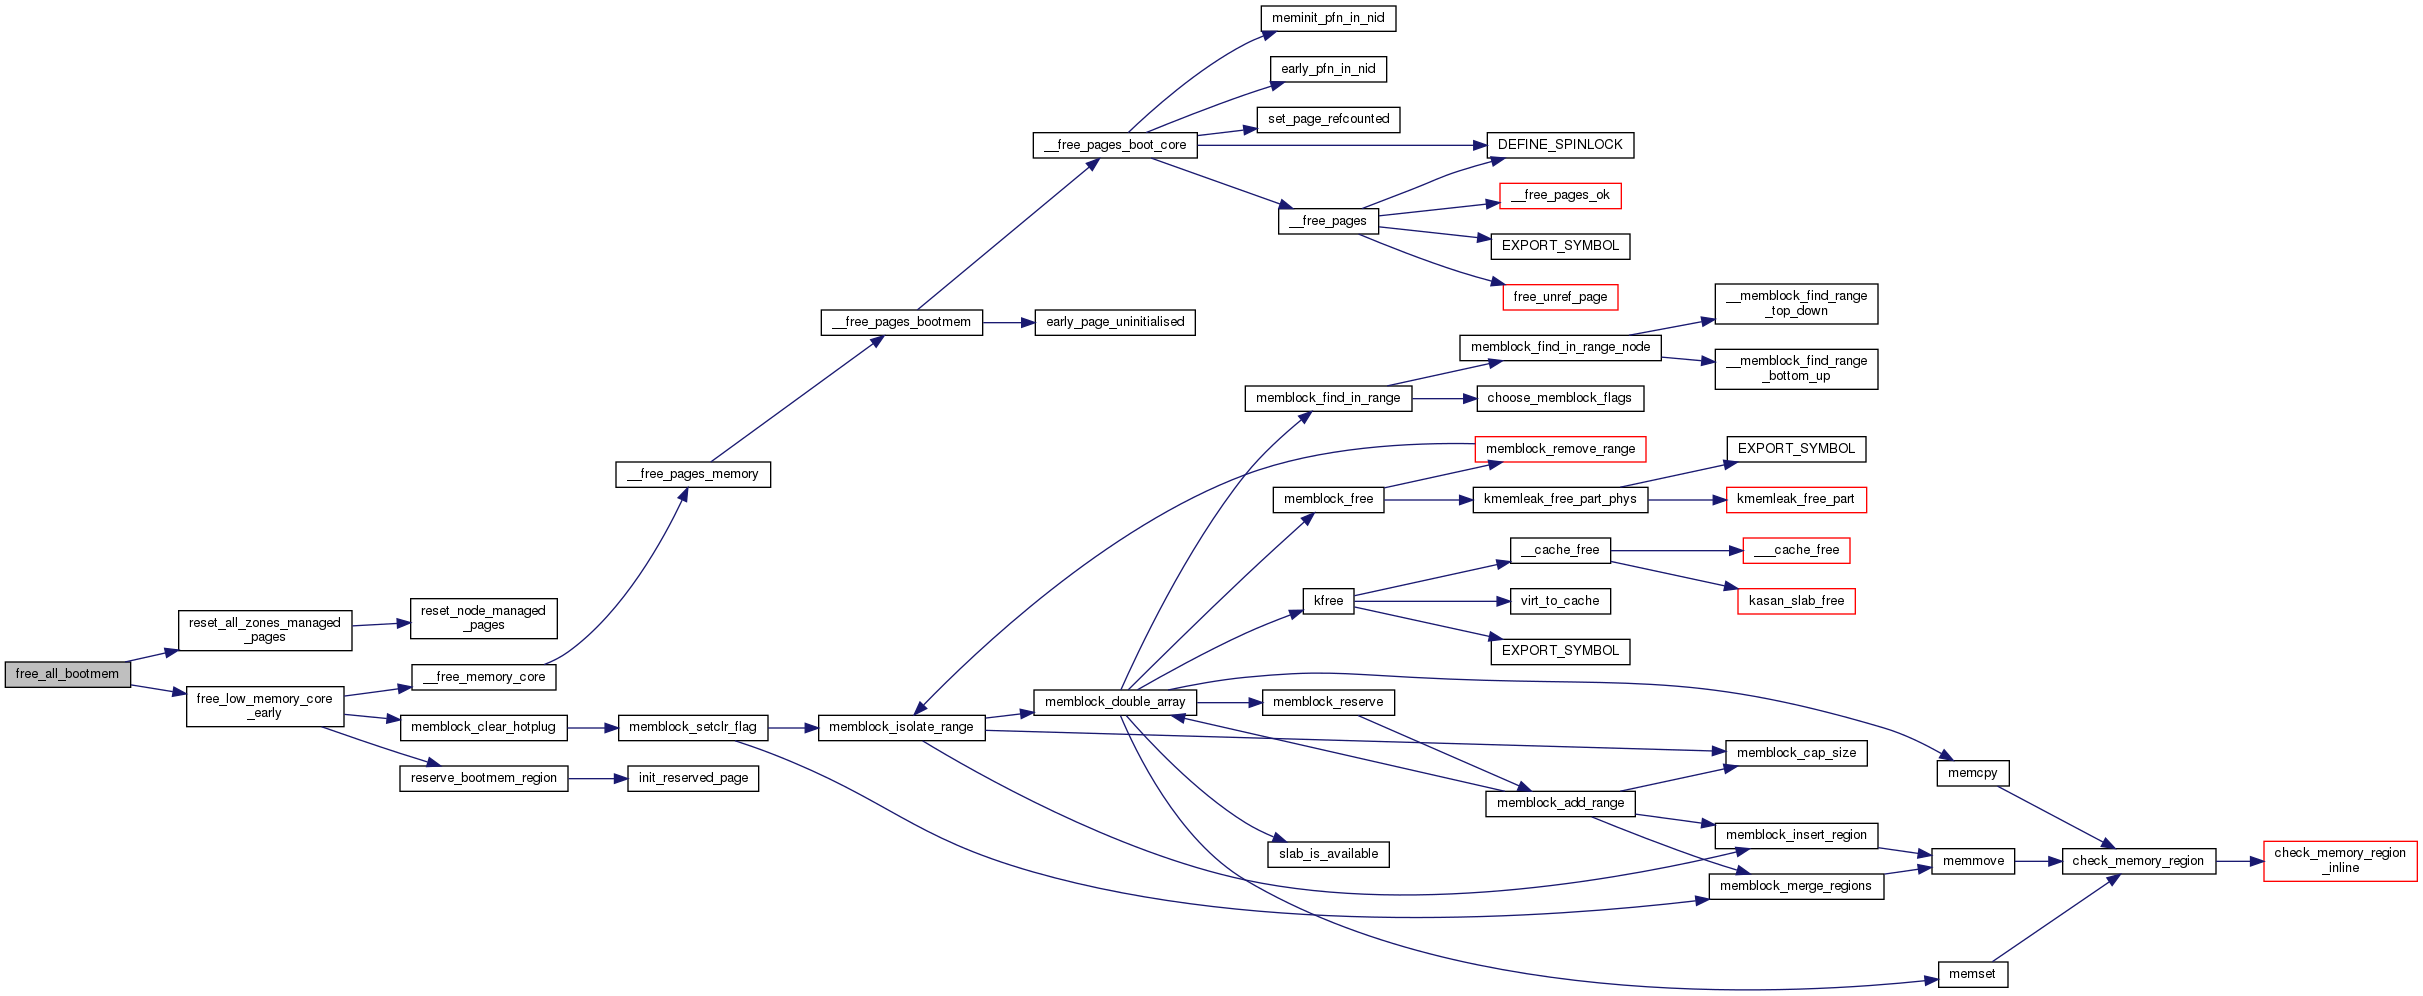 meminit_pfn_in_nid
early_pfn_in_nid
set_page_refcounted
__free_pages_boot_core
DEFINE_SPINLOCK
__free_pages_ok
__free_pages
EXPORT_SYMBOL
free_unref_page
__memblock_find_range
_top_down
__free_pages_bootmem
early_page_uninitialised
memblock_find_in_range_node
__memblock_find_range
_bottom_up
memblock_find_in_range
choose_memblock_flags
memblock_remove_range
EXPORT_SYMBOL
__free_pages_memory
memblock_free
kmemleak_free_part_phys
kmemleak_free_part
__cache_free
___cache_free
kfree
virt_to_cache
kasan_slab_free
reset_all_zones_managed
_pages
reset_node_managed
_pages
EXPORT_SYMBOL
free_all_bootmem
__free_memory_core
free_low_memory_core
_early
memblock_double_array
memblock_reserve
memblock_clear_hotplug
memblock_setclr_flag
memblock_isolate_range
memblock_cap_size
reserve_bootmem_region
init_reserved_page
memcpy
memblock_add_range
memblock_insert_region
slab_is_available
memmove
check_memory_region
check_memory_region
_inline
memblock_merge_regions
memset